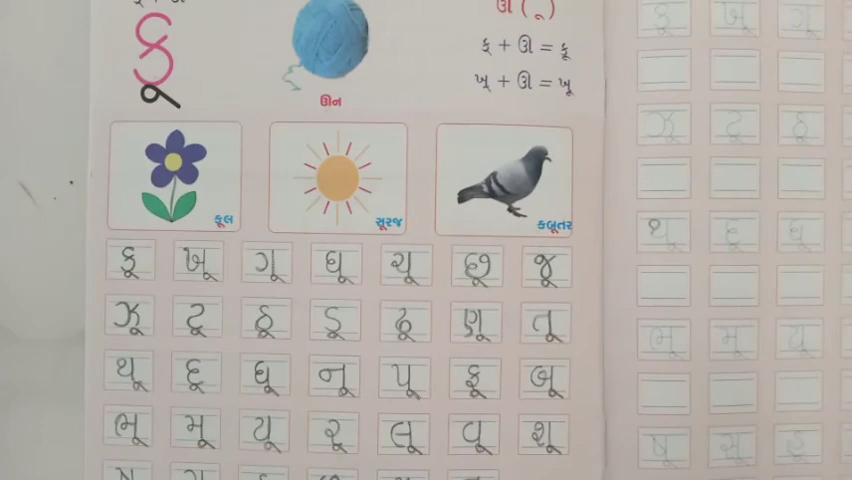 ઊ ( ૂ )
ક્ + ઊ = કૂ
ખ્ + ઊ = ખૂ
ઊન
ફૂલ
સૂરજ
કબૂતર
કૂ ખૂ ગૂ ઘૂ ચૂ છૂ જૂ
ઝૂ ટૂ ઠૂ ડૂ ઢૂ ણૂ તૂ
થૂ દૂ ધૂ નૂ પૂ ફૂ બૂ
ભૂ મૂ યૂ રૂ લૂ વૂ શૂ
કૂ ખૂ ગૂ
ઝૂ ટૂ ઠૂ
થૂ દૂ ધૂ
ભૂ મૂ યૂ
ષૂ સૂ હૂ